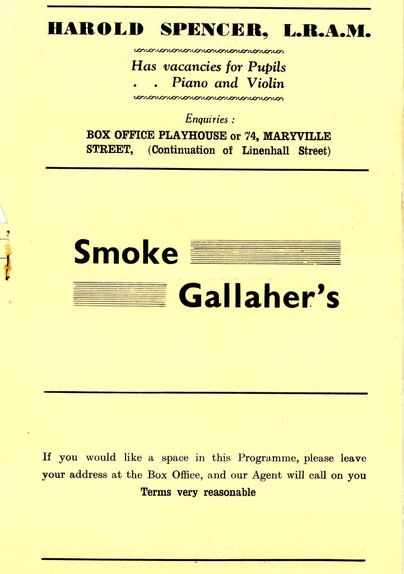 HAROLD SPENCER, L.R.A.M.
Has vacancies for Pupils
. . Piano and Violin
Enquiries :
BOX OFFICE PLAYHOUSE or 74, MARYVILLE
STREET, (Continuation of Linenhall Street)
Smoke
Gallaher's
If you would like a space in this Programme, please leave
your address at the Box Office, and our Agent will call on you
Terms very reasonable